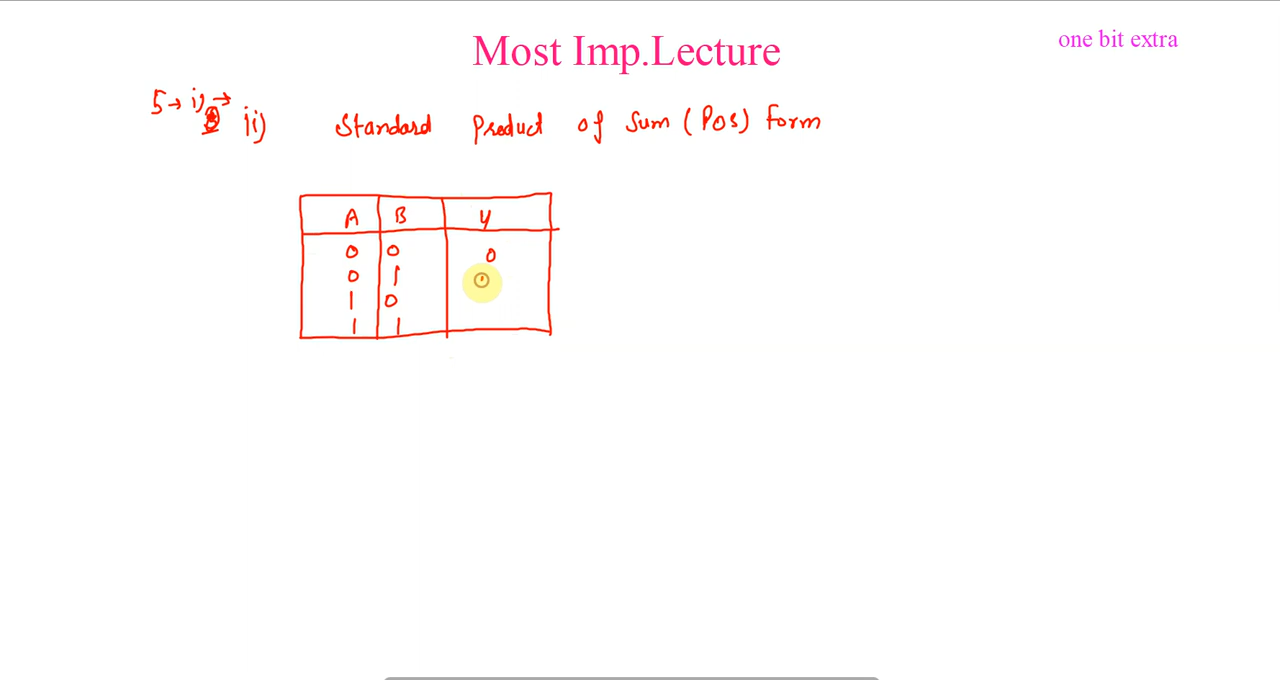 Most Imp.Lecture
one bit extra
5→ i) →
ii) Standard Product of Sum (POS) Form
A B Y
0 0 0
0 1
1 0
1 1